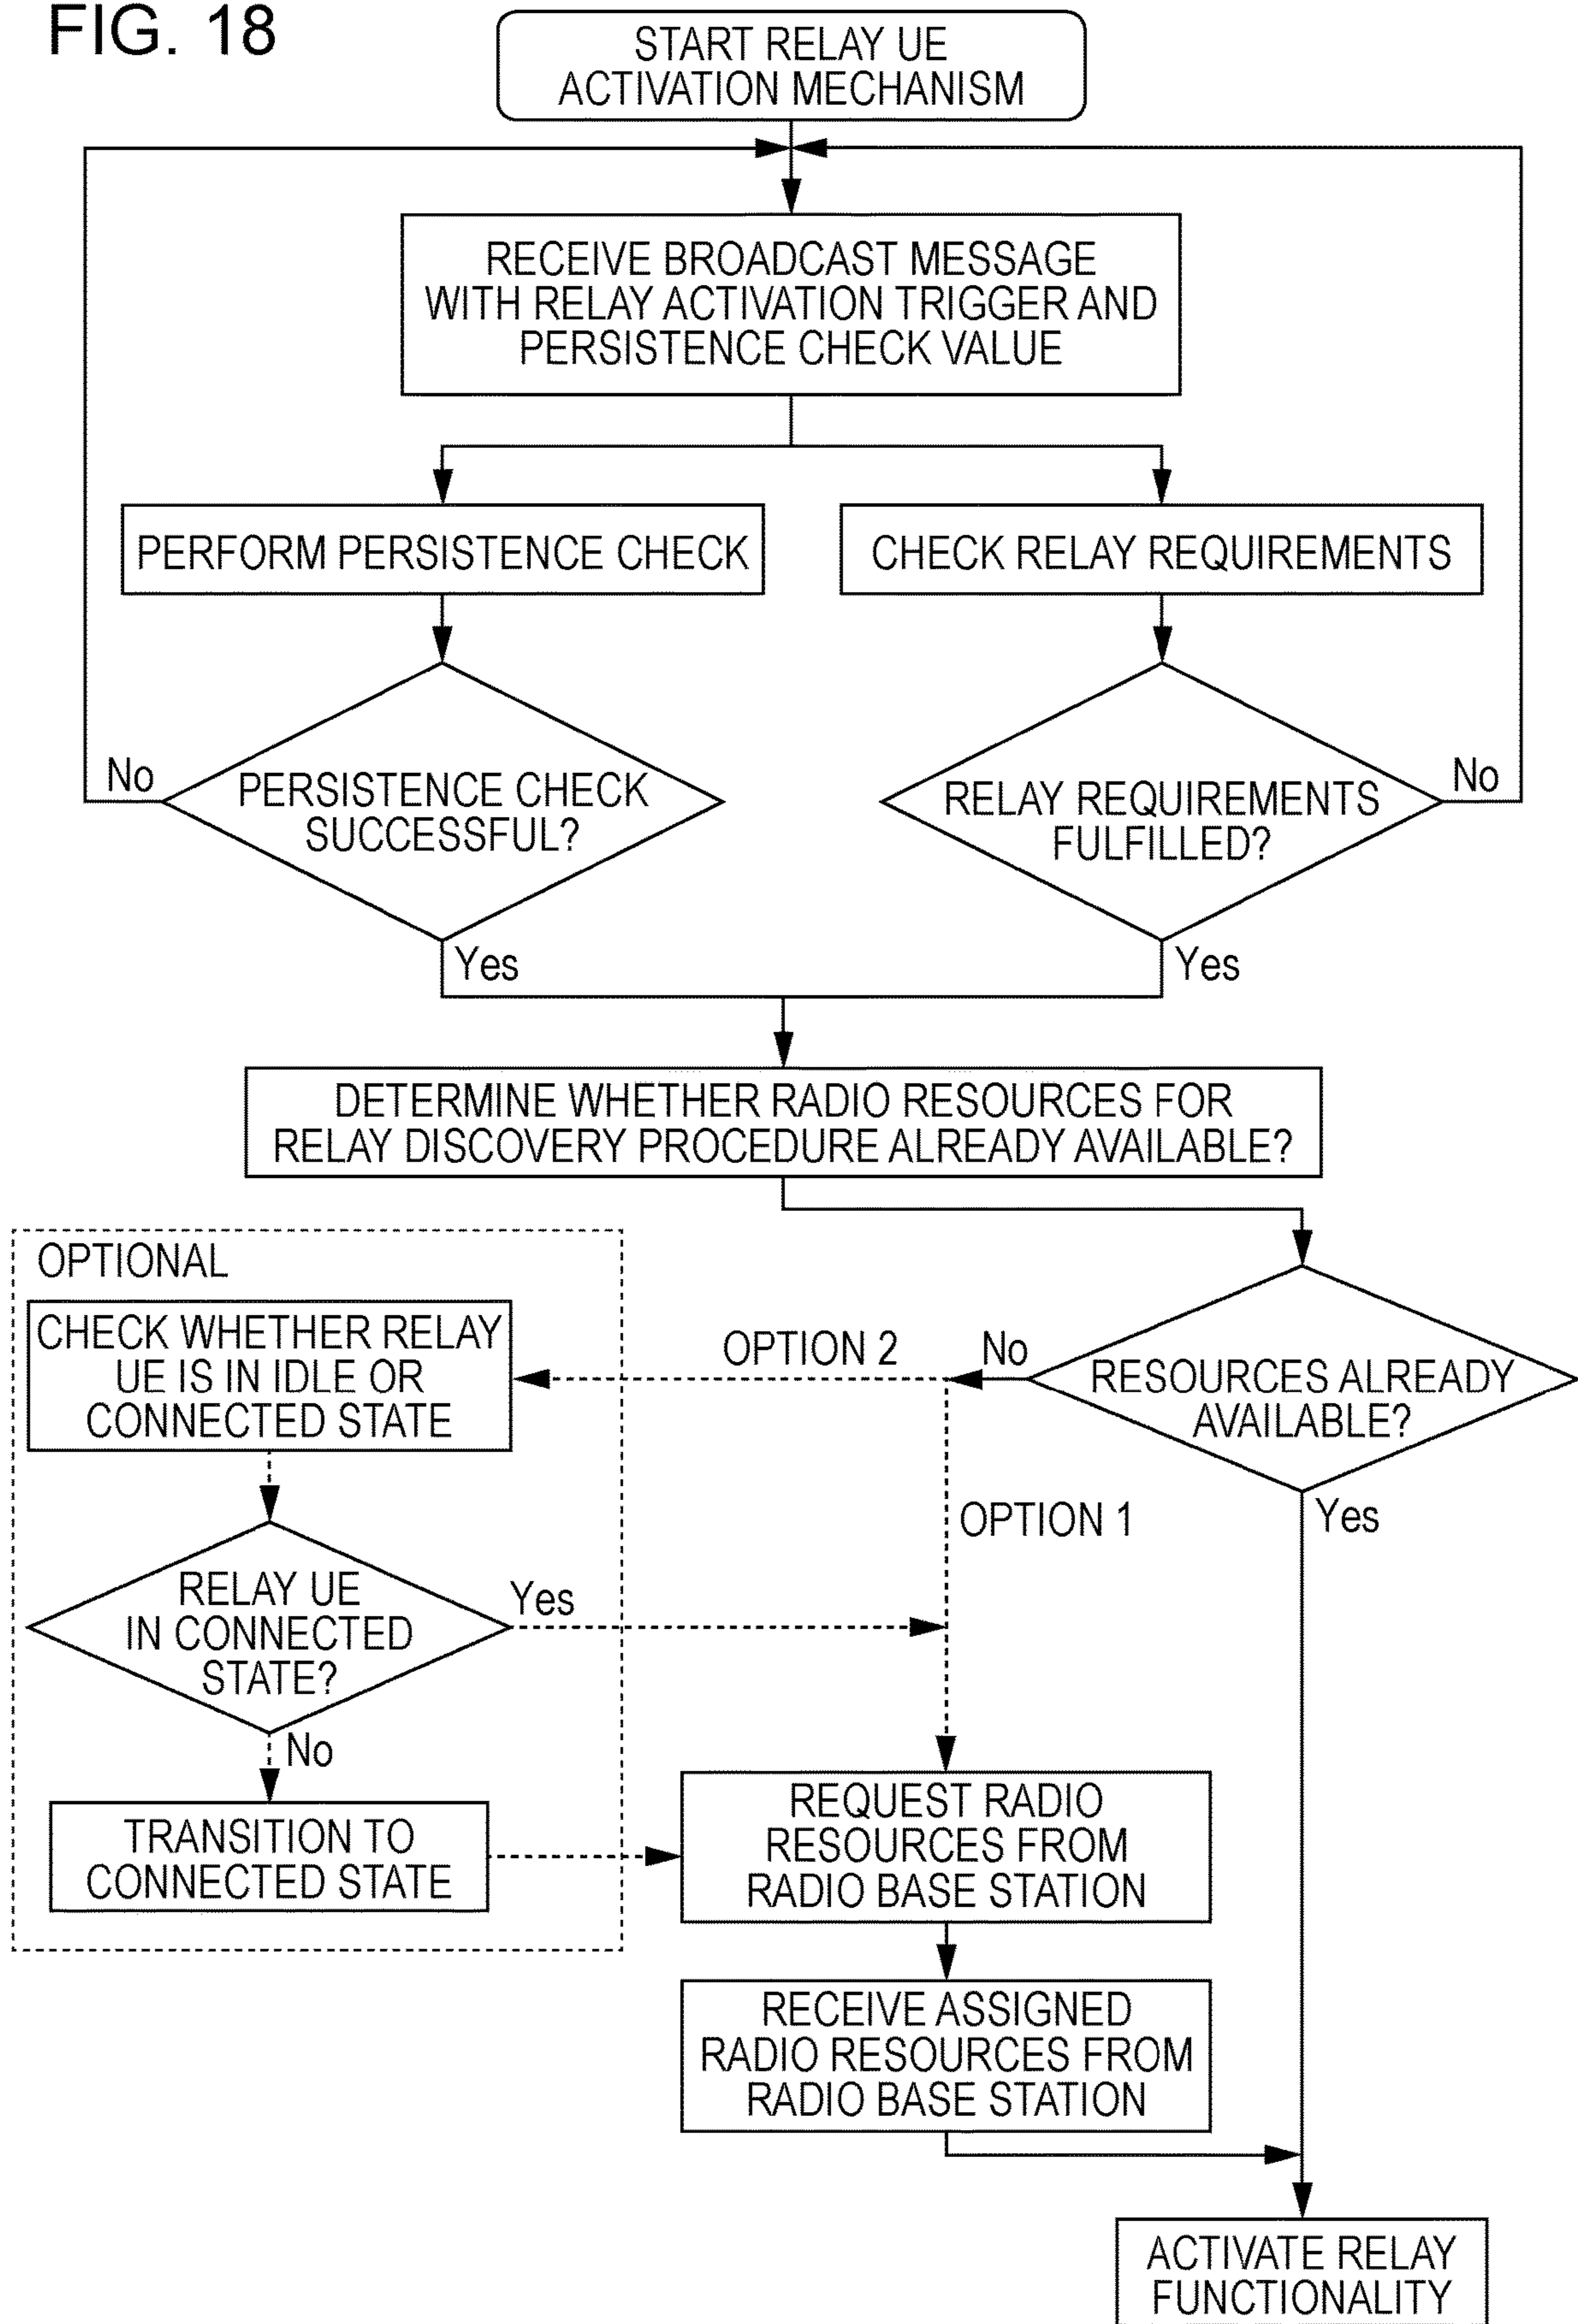 FIG. 18
START RELAY UE
ACTIVATION MECHANISM
RECEIVE BROADCAST MESSAGE
WITH RELAY ACTIVATION TRIGGER AND
PERSISTENCE CHECK VALUE
PERFORM PERSISTENCE CHECK
CHECK RELAY REQUIREMENTS
No
PERSISTENCE CHECK
SUCCESSFUL?
RELAY REQUIREMENTS
FULFILLED?
No
Yes
Yes
DETERMINE WHETHER RADIO RESOURCES FOR
RELAY DISCOVERY PROCEDURE ALREADY AVAILABLE?
OPTIONAL
CHECK WHETHER RELAY
UE IS IN IDLE OR
CONNECTED STATE
OPTION 2
No
RESOURCES ALREADY
AVAILABLE?
OPTION 1
Yes
RELAY UE
IN CONNECTED
STATE?
Yes
No
TRANSITION TO
CONNECTED STATE
REQUEST RADIO
RESOURCES FROM
RADIO BASE STATION
RECEIVE ASSIGNED
RADIO RESOURCES FROM
RADIO BASE STATION
ACTIVATE RELAY
FUNCTIONALITY